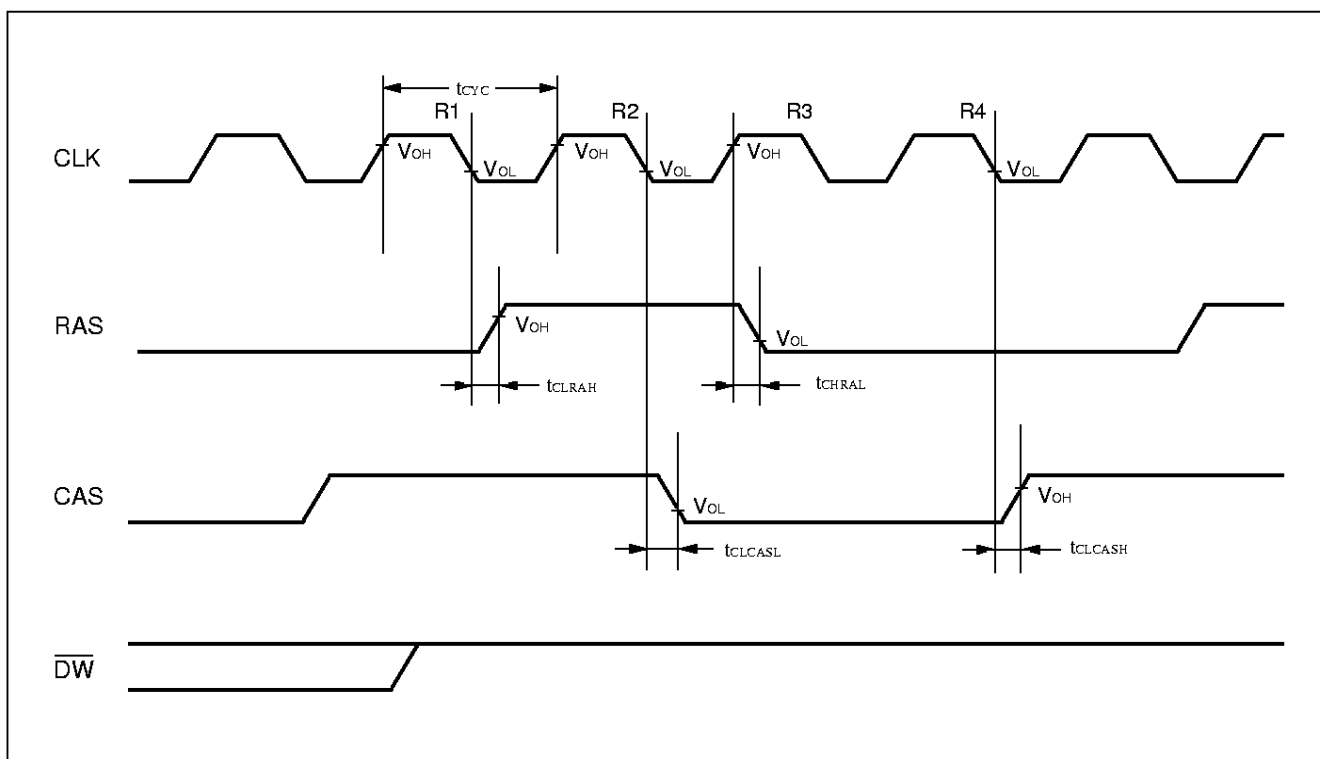 tCYC
R1 R2 R3 R4
CLK VOH VOL VOH VOL VOH VOL
RAS VOH VOL
tCLRAH tCHRAL
CAS VOL VOH
tCLCASL tCLCASH
D̅W̅